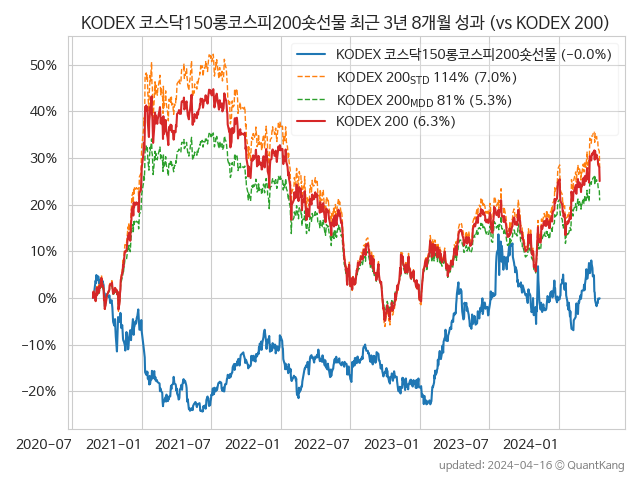 KODEX 코스닥150롱코스피200숏선물 최근 3년 8개월 성과 (vs KODEX 200)
KODEX 코스닥150롱코스피200숏선물 (−0.0%)
KODEX 200STD 114% (7.0%)
KODEX 200MDD 81% (5.3%)
KODEX 200 (6.3%)
50%
40%
30%
20%
10%
0%
−10%
−20%
2020-07 2021-01 2021-07 2022-01 2022-07 2023-01 2023-07 2024-01
updated: 2024-04-16 © QuantKang